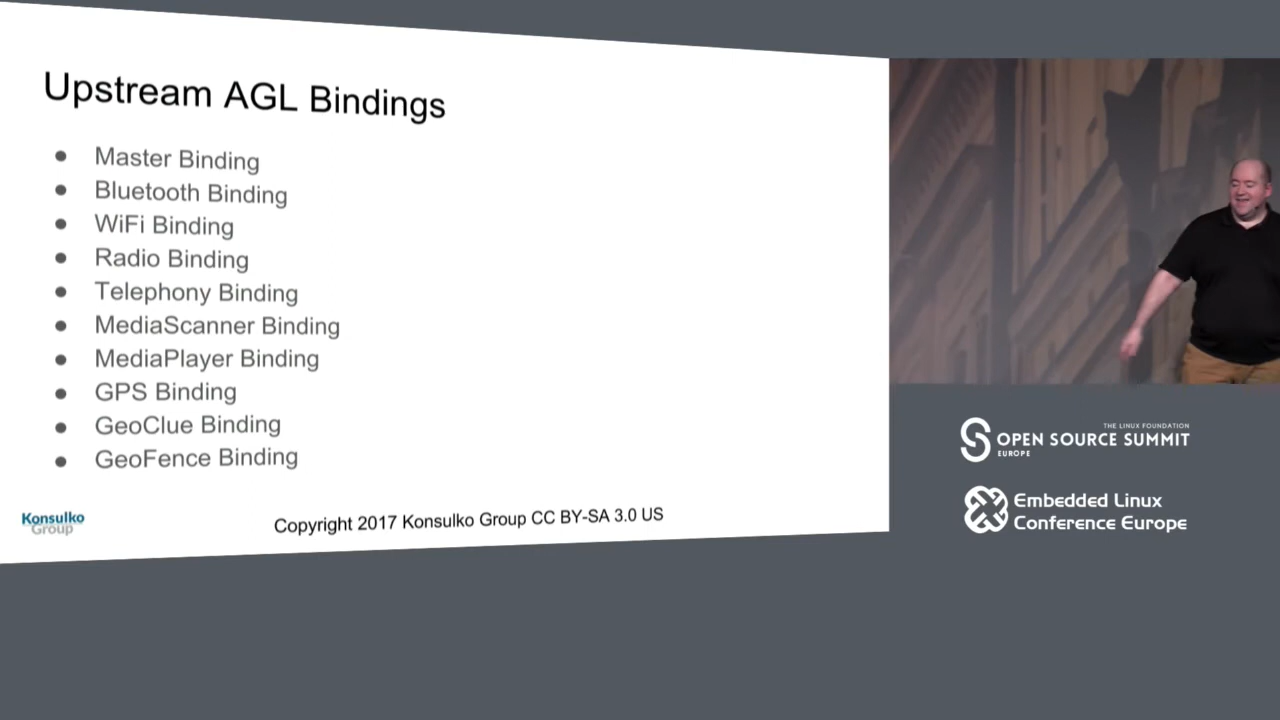 Upstream AGL Bindings
● Master Binding
● Bluetooth Binding
● WiFi Binding
● Radio Binding
● Telephony Binding
● MediaScanner Binding
● MediaPlayer Binding
● GPS Binding
● GeoClue Binding
● GeoFence Binding
Konsulko
Group
Copyright 2017 Konsulko Group CC BY-SA 3.0 US
THE LINUX FOUNDATION
OPEN SOURCE SUMMIT
EUROPE
Embedded Linux
Conference Europe